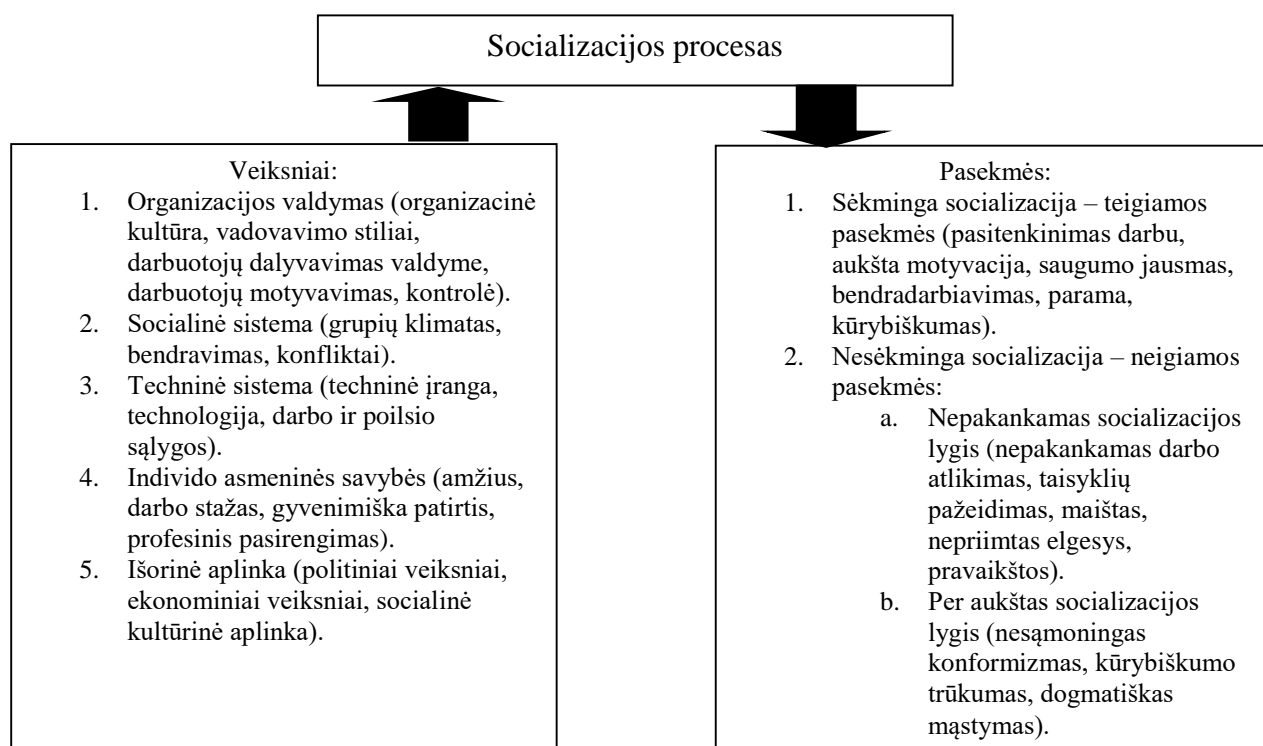 Socializacijos procesas
Veiksniai:
1. Organizacijos valdymas (organizacinė
kultūra, vadovavimo stiliai,
darbuotojų dalyvavimas valdyme,
darbuotojų motyvavimas, kontrolė).
2. Socialinė sistema (grupių klimatas,
bendravimas, konfliktai).
3. Techninė sistema (techninė įranga,
technologija, darbo ir poilsio
sąlygos).
4. Individo asmeninės savybės (amžius,
darbo stažas, gyvenimiška patirtis,
profesinis pasirengimas).
5. Išorinė aplinka (politiniai veiksniai,
ekonominiai veiksniai, socialinė
kultūrinė aplinka).
Pasekmės:
1. Sėkminga socializacija – teigiamos
pasekmės (pasitenkinimas darbu,
aukšta motyvacija, saugumo jausmas,
bendradarbiavimas, parama,
kūrybiškumas).
2. Nesėkminga socializacija – neigiamos
pasekmės:
a. Nepakankamas socializacijos
lygis (nepakankamas darbo
atlikimas, taisyklių
pažeidimas, maištas,
nepriimtas elgesys,
pravaikštos).
b. Per aukštas socializacijos
lygis (nesąmoningas
konformizmas, kūrybiškumo
trūkumas, dogmatiškas
mąstymas).